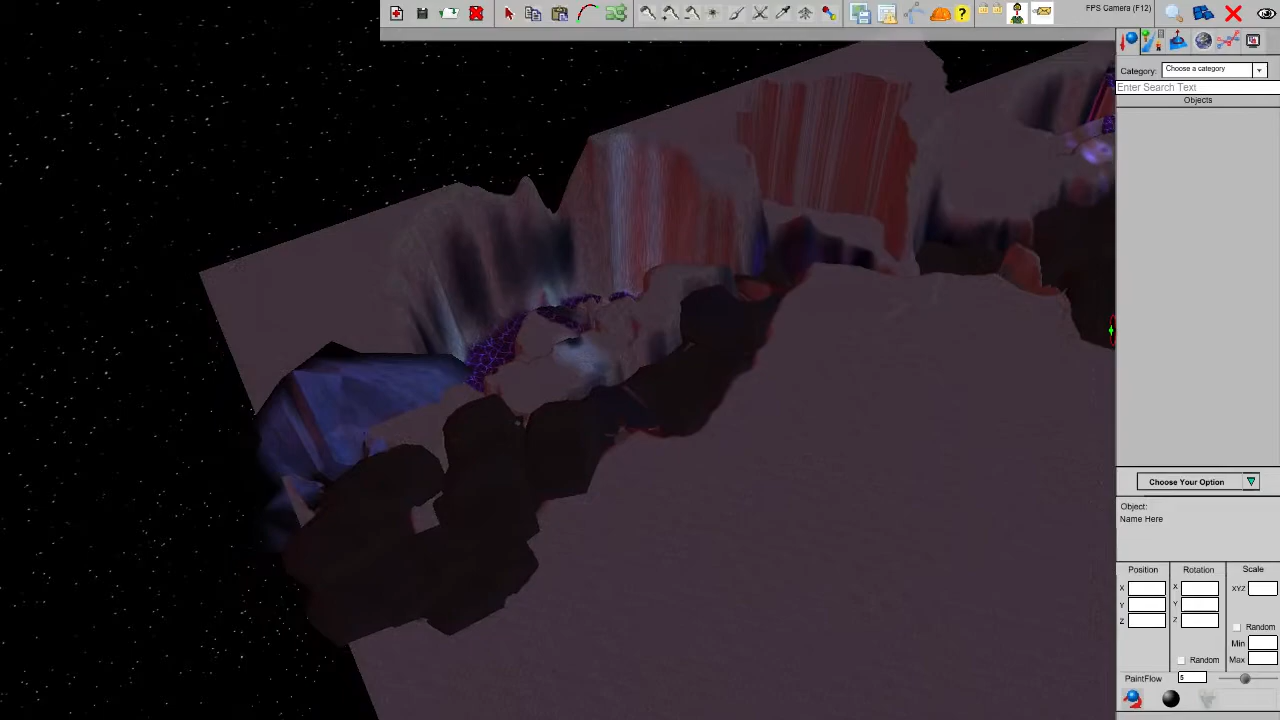 FPS Camera (F12)
Category: Choose a category
Enter Search Text
Objects
Choose Your Option
Object:
Name Here
Position Rotation Scale
X X XYZ
Y Y
Z Z
Random
Min
Random Max
PaintFlow 5